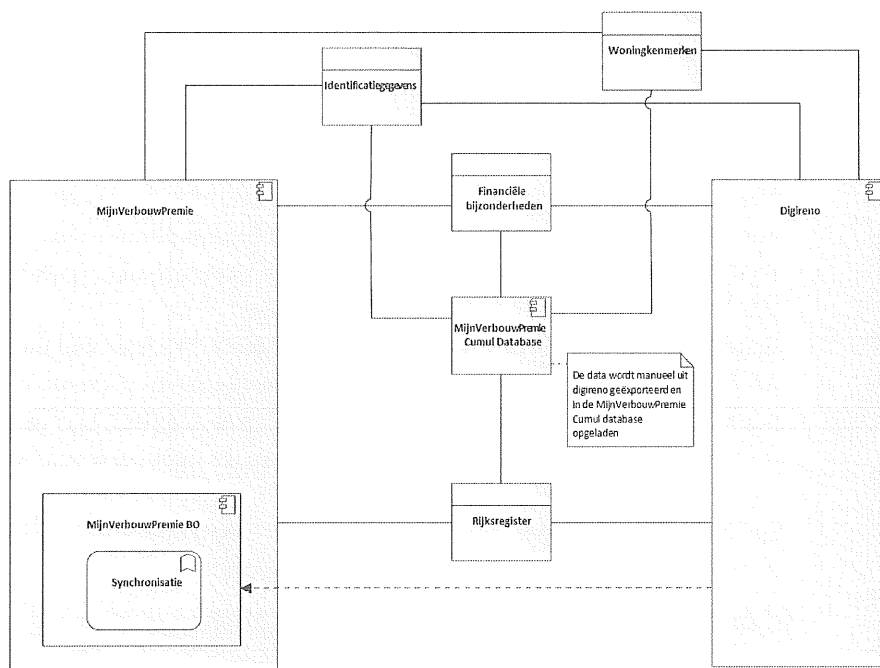 Woningkenmerken
Identificatiegegevens
MijnVerbouwPremie
Financiële
bijzonderheden
Digireno
MijnVerbouwPremie
Cumul Database
De data wordt manueel uit
digireno geëxporteerd en
in de MijnVerbouwPremie
Cumul database
opgeladen
Rijksregister
MijnVerbouwPremie BO
Synchronisatie